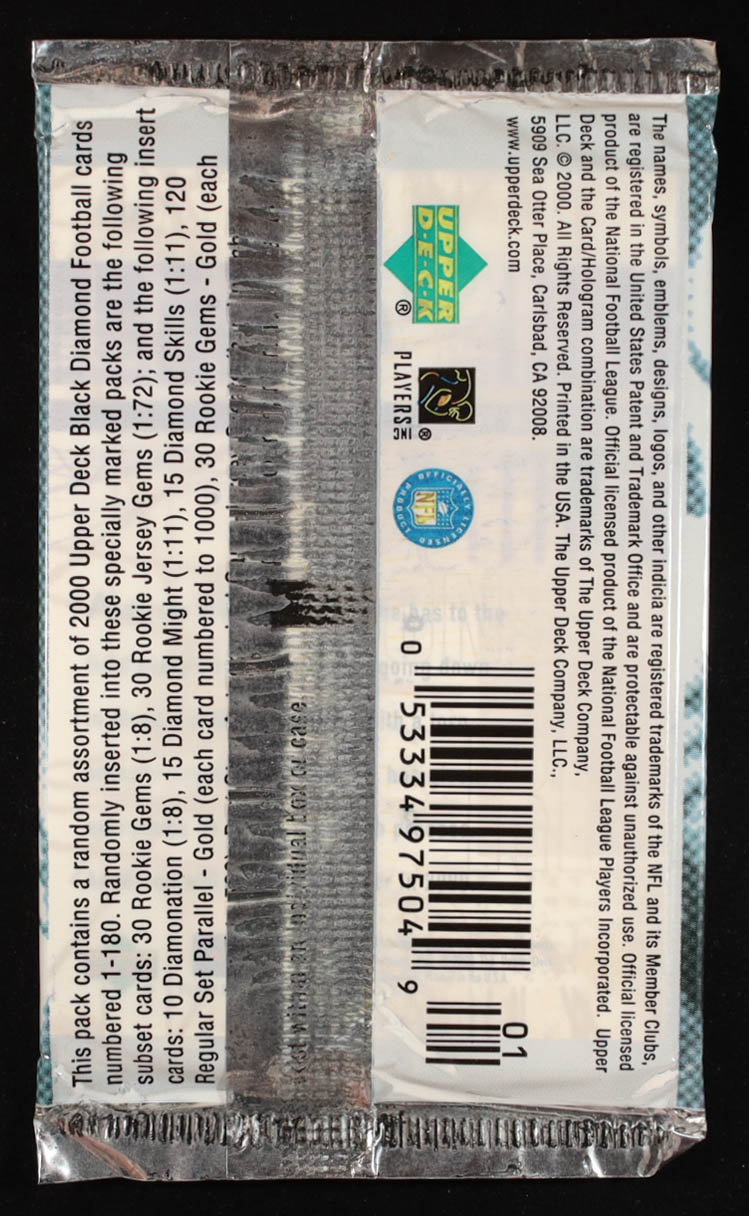 This pack contains a random assortment of 2000 Upper Deck Black Diamond Football cards
numbered 1-180. Randomly inserted into these specially marked packs are the following
subset cards: 30 Rookie Gems (1:8), 30 Rookie Jersey Gems (1:72); and the following insert
cards: 10 Diamonation (1:8), 15 Diamond Might (1:11), 15 Diamond Skills (1:11), 120
Regular Set Parallel - Gold (each card numbered to 1000), 30 Rookie Gems - Gold (each
box or case
The names, symbols, emblems, designs, logos, and other indicia are registered trademarks of the NFL and its Member Clubs,
are registered in the United States Patent and Trademark Office and are protectable against unauthorized use. Official licensed
product of the National Football League. Official licensed product of the National Football League Players Incorporated. Upper
Deck and the Card/Hologram combination are trademarks of The Upper Deck Company,
LLC. © 2000. All Rights Reserved. Printed in the USA. The Upper Deck Company, LLC.,
5909 Sea Otter Place, Carlsbad, CA 92008.
www.upperdeck.com
UPPER
D·E·C·K
®
PLAYERS INC
®
OFFICIALLY LICENSED
NFL
PRODUCT
0 53334 97504 9
01